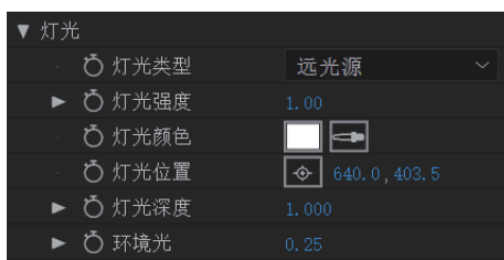 灯光
灯光类型 远光源
灯光强度 1.00
灯光颜色
灯光位置 640.0,403.5
灯光深度 1.000
环境光 0.25